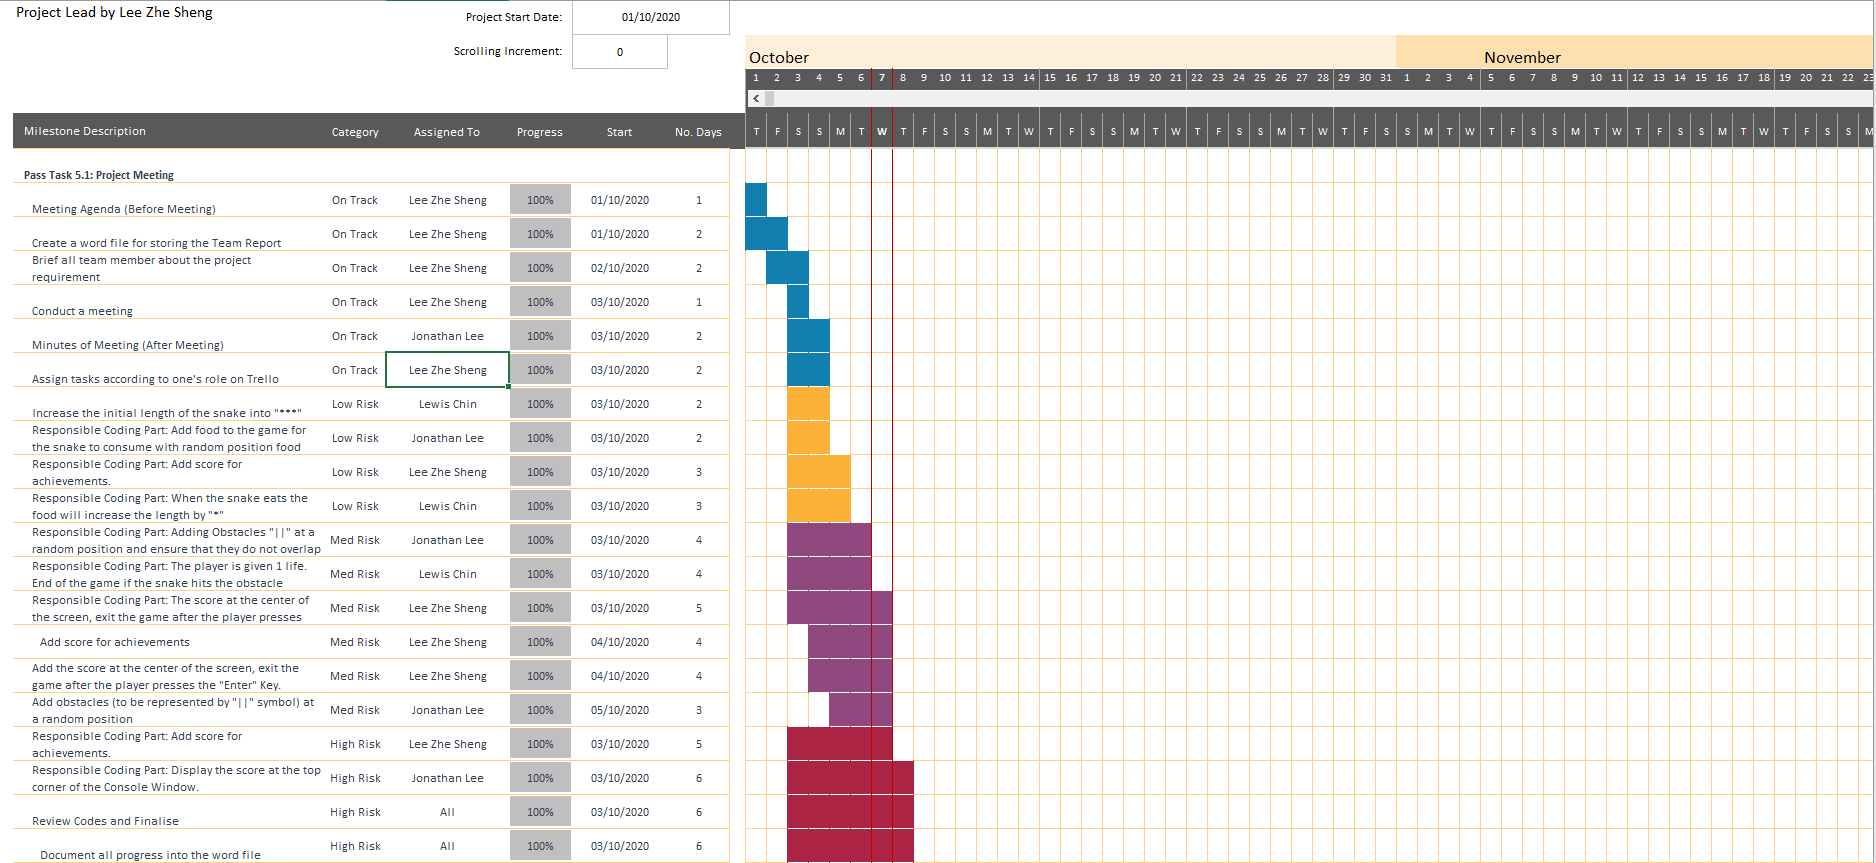 Project Lead by Lee Zhe Sheng
Project Start Date: 01/10/2020
Scrolling Increment: 0
October November
1 2 3 4 5 6 7 8 9 10 11 12 13 14 15 16 17 18 19 20 21 22 23 24 25 26 27 28 29 30 31 1 2 3 4 5 6 7 8 9 10 11 12 13 14 15 16 17 18 19 20 21 22 23
Milestone Description Category Assigned To Progress Start No. Days T F S S M T W T F S S M T W T F S S M T W T F S S M T W T F S S M T W T F S S M T W T F S S M T W T F S S M
Pass Task 5.1: Project Meeting
Meeting Agenda (Before Meeting) On Track Lee Zhe Sheng 100% 01/10/2020 1
Create a word file for storing the Team Report On Track Lee Zhe Sheng 100% 01/10/2020 2
Brief all team member about the project
requirement On Track Lee Zhe Sheng 100% 02/10/2020 2
Conduct a meeting On Track Lee Zhe Sheng 100% 03/10/2020 1
Minutes of Meeting (After Meeting) On Track Jonathan Lee 100% 03/10/2020 2
Assign tasks according to one's role on Trello On Track Lee Zhe Sheng 100% 03/10/2020 2
Increase the initial length of the snake into "***" Low Risk Lewis Chin 100% 03/10/2020 2
Responsible Coding Part: Add food to the game for
the snake to consume with random position food Low Risk Jonathan Lee 100% 03/10/2020 2
Responsible Coding Part: Add score for
achievements. Low Risk Lee Zhe Sheng 100% 03/10/2020 3
Responsible Coding Part: When the snake eats the
food will increase the length by "*" Low Risk Lewis Chin 100% 03/10/2020 3
Responsible Coding Part: Adding Obstacles "||" at a
random position and ensure that they do not overlap Med Risk Jonathan Lee 100% 03/10/2020 4
Responsible Coding Part: The player is given 1 life.
End of the game if the snake hits the obstacle Med Risk Lewis Chin 100% 03/10/2020 4
Responsible Coding Part: The score at the center of
the screen, exit the game after the player presses Med Risk Lee Zhe Sheng 100% 03/10/2020 5
Add score for achievements Med Risk Lee Zhe Sheng 100% 04/10/2020 4
Add the score at the center of the screen, exit the
game after the player presses the "Enter" Key. Med Risk Lee Zhe Sheng 100% 04/10/2020 4
Add obstacles (to be represented by "||" symbol) at
a random position Med Risk Jonathan Lee 100% 05/10/2020 3
Responsible Coding Part: Add score for
achievements. High Risk Lee Zhe Sheng 100% 03/10/2020 5
Responsible Coding Part: Display the score at the top
corner of the Console Window. High Risk Jonathan Lee 100% 03/10/2020 6
Review Codes and Finalise High Risk All 100% 03/10/2020 6
Document all progress into the word file High Risk All 100% 03/10/2020 6